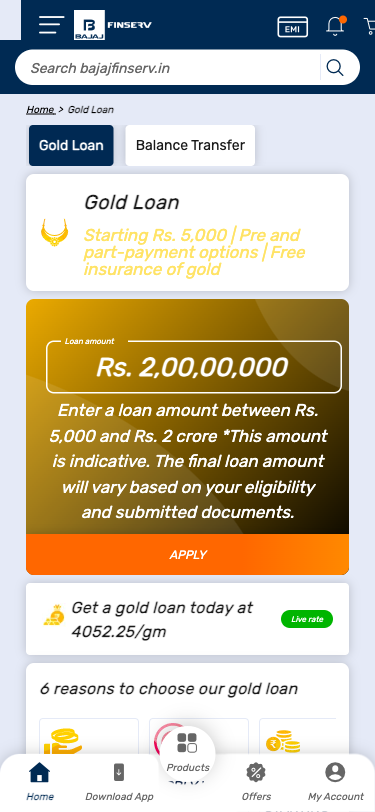 BAJAJ FINSERV
EMI
Search bajajfinserv.in
Home > Gold Loan
Gold Loan
Balance Transfer
Gold Loan
Starting Rs. 5,000 | Pre and
part-payment options | Free
insurance of gold
Loan amount
Rs. 2,00,00,000
Enter a loan amount between Rs.
5,000 and Rs. 2 crore *This amount
is indicative. The final loan amount
will vary based on your eligibility
and submitted documents.
APPLY
Get a gold loan today at
4052.25/gm
Live rate
6 reasons to choose our gold loan
Home
Download App
Products
Offers
My Account